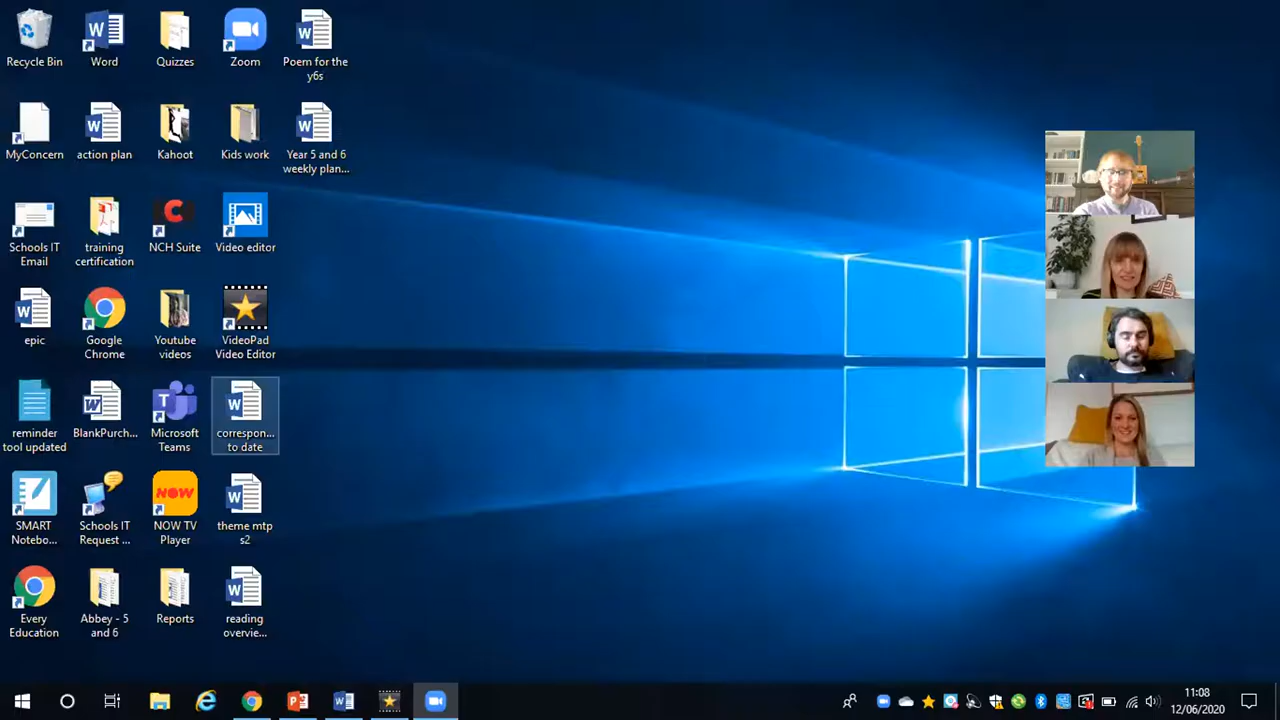 Recycle Bin
Word
Quizzes
Zoom
Poem for the
y6s
MyConcern
action plan
Kahoot
Kids work
Year 5 and 6
weekly plan...
Schools IT
Email
training
certification
NCH Suite
Video editor
epic
Google
Chrome
Youtube
videos
VideoPad
Video Editor
reminder
tool updated
BlankPurch...
Microsoft
Teams
correspon...
to date
SMART
Notebo...
Schools IT
Request ...
NOW
NOW TV
Player
theme mtp
s2
Every
Education
Abbey - 5
and 6
Reports
reading
overvie...
11:08
12/06/2020